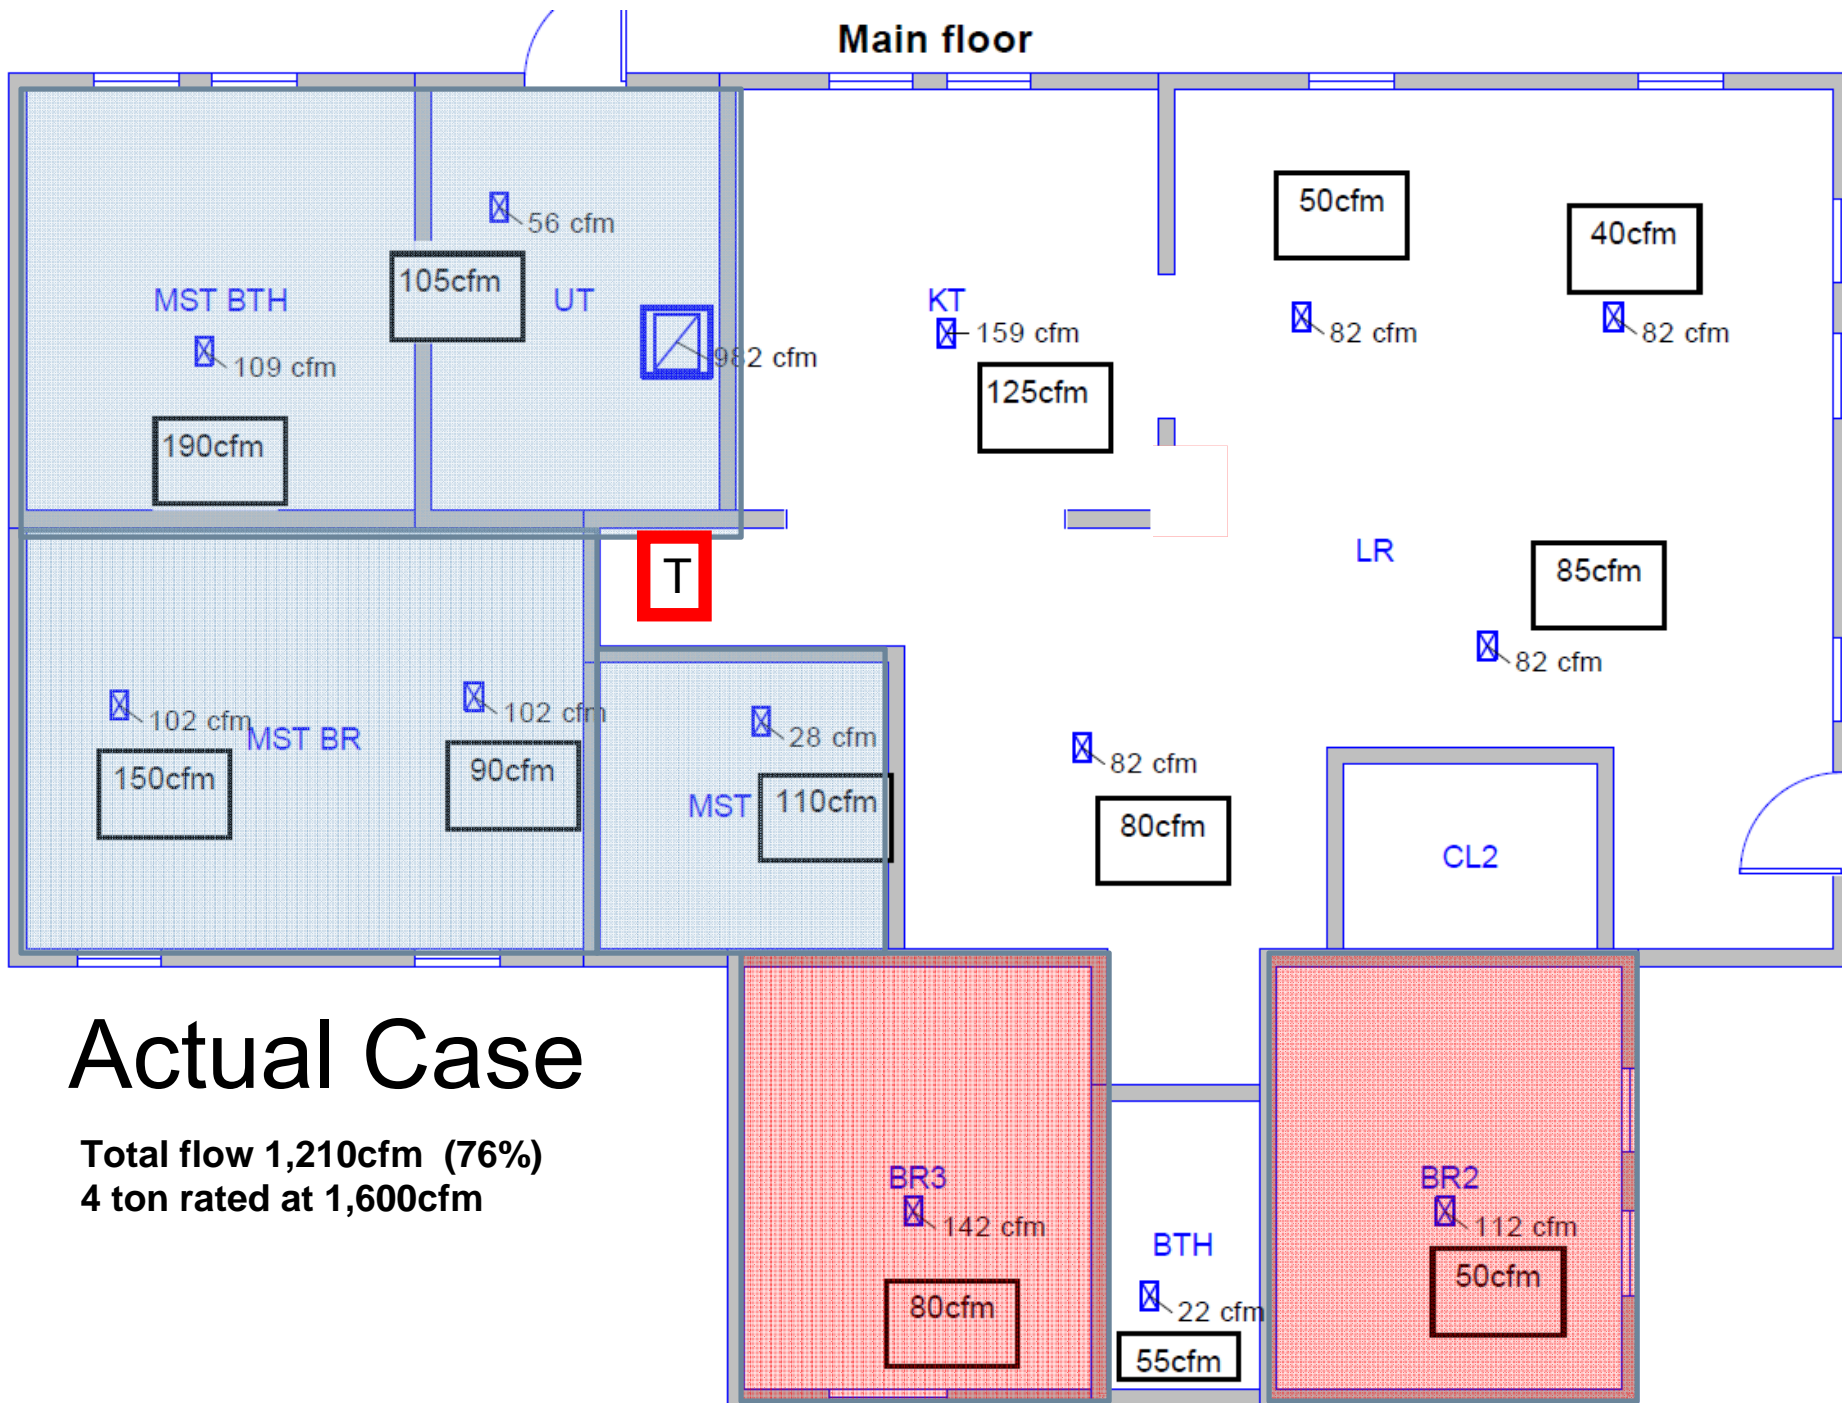 Main floor
50cfm
40cfm
56 cfm
105cfm
MST BTH
UT
KT
159 cfm
82 cfm
82 cfm
109 cfm
982 cfm
125cfm
190cfm
T
LR
85cfm
82 cfm
102 cfm
102 cfm
MST BR
28 cfm
82 cfm
150cfm
90cfm
MST
110cfm
80cfm
CL2
Actual Case
Total flow 1,210cfm (76%)
4 ton rated at 1,600cfm
BR3
142 cfm
80cfm
BTH
22 cfm
55cfm
BR2
112 cfm
50cfm